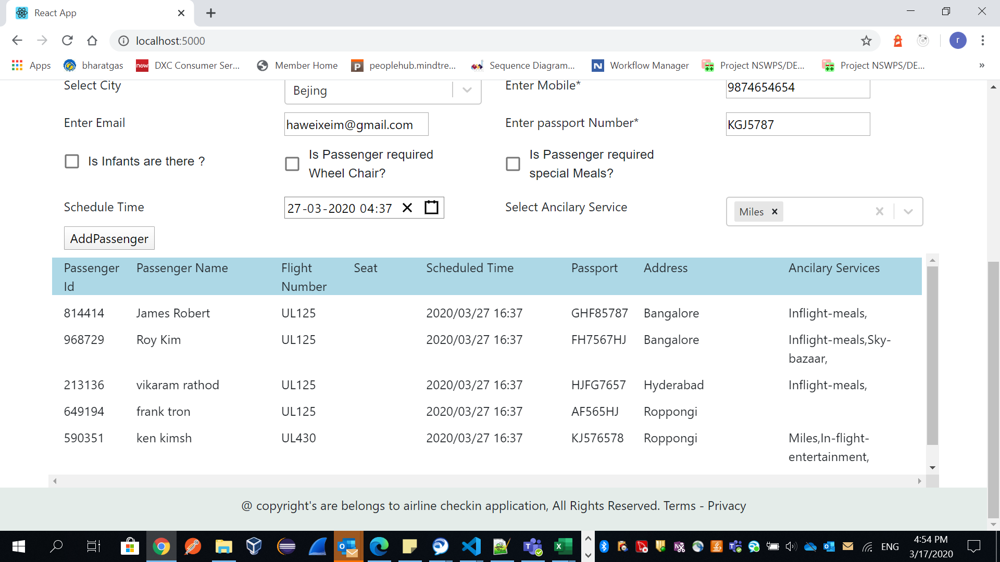 React App
localhost:5000
r
Apps
bharatgas
now
DXC Consumer Ser...
Member Home
P
peoplehub.mindtre...
Sequence Diagram...
N
Workflow Manager
Project NSWPS/DE...
Project NSWPS/DE...
»
Select City
Bejing
Enter Mobile*
9874654654
Enter Email
haweixeim@gmail.com
Enter passport Number*
KGJ5787
Is Infants are there ?
Is Passenger required
Wheel Chair?
Is Passenger required
special Meals?
Schedule Time
27-03-2020 04:37
Select Ancilary Service
Miles
AddPassenger
Passenger Id
Passenger Name
Flight Number
Seat
Scheduled Time
Passport
Address
Ancilary Services
814414 James Robert UL125 2020/03/27 16:37 GHF85787 Bangalore Inflight-meals,
968729 Roy Kim UL125 2020/03/27 16:37 FH7567HJ Bangalore Inflight-meals,Sky-
bazaar,
213136 vikaram rathod UL125 2020/03/27 16:37 HJFG7657 Hyderabad Inflight-meals,
649194 frank tron UL125 2020/03/27 16:37 AF565HJ Roppongi
590351 ken kimsh UL430 2020/03/27 16:37 KJ576578 Roppongi Miles,In-flight-
entertainment,
@ copyright's are belongs to airline checkin application, All Rights Reserved. Terms - Privacy
ENG
4:54 PM
3/17/2020